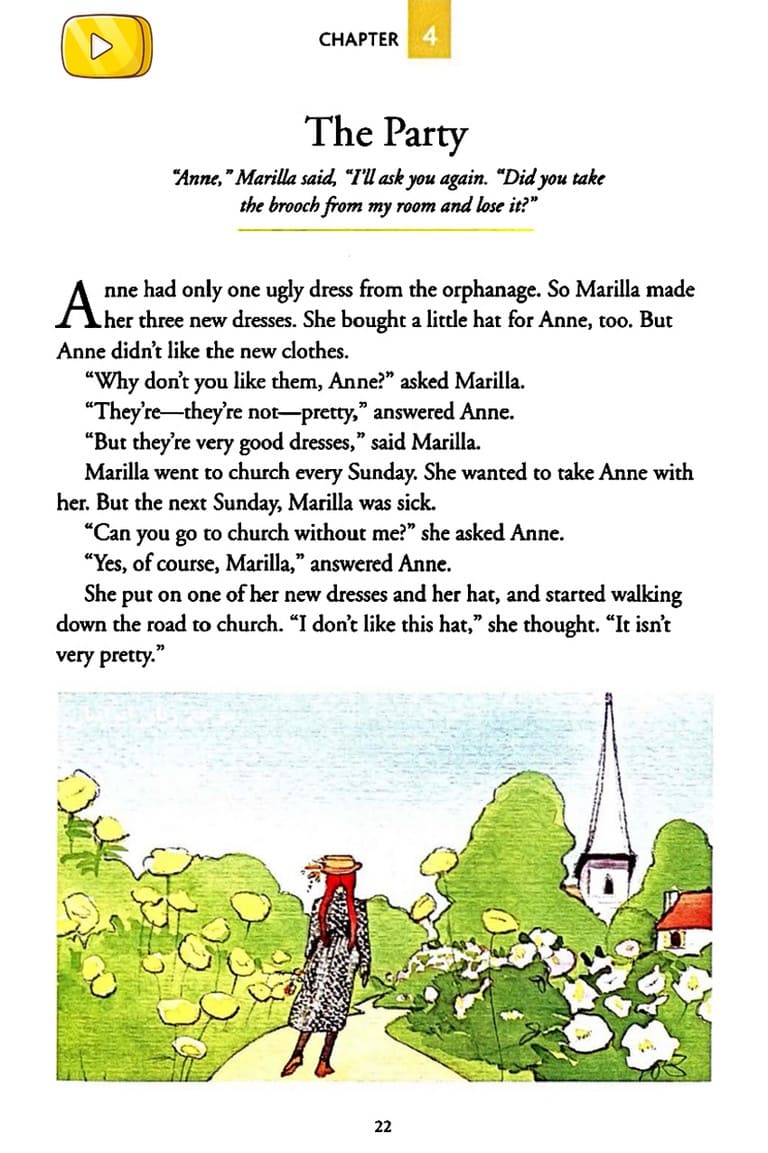 CHAPTER 4
The Party
“Anne,” Marilla said, “I’ll ask you again. “Did you take
the brooch from my room and lose it?”
Anne had only one ugly dress from the orphanage. So Marilla made
her three new dresses. She bought a little hat for Anne, too. But
Anne didn’t like the new clothes.
“Why don’t you like them, Anne?” asked Marilla.
“They’re—they’re not—pretty,” answered Anne.
“But they’re very good dresses,” said Marilla.
Marilla went to church every Sunday. She wanted to take Anne with
her. But the next Sunday, Marilla was sick.
“Can you go to church without me?” she asked Anne.
“Yes, of course, Marilla,” answered Anne.
She put on one of her new dresses and her hat, and started walking
down the road to church. “I don’t like this hat,” she thought. “It isn’t
very pretty.”
22